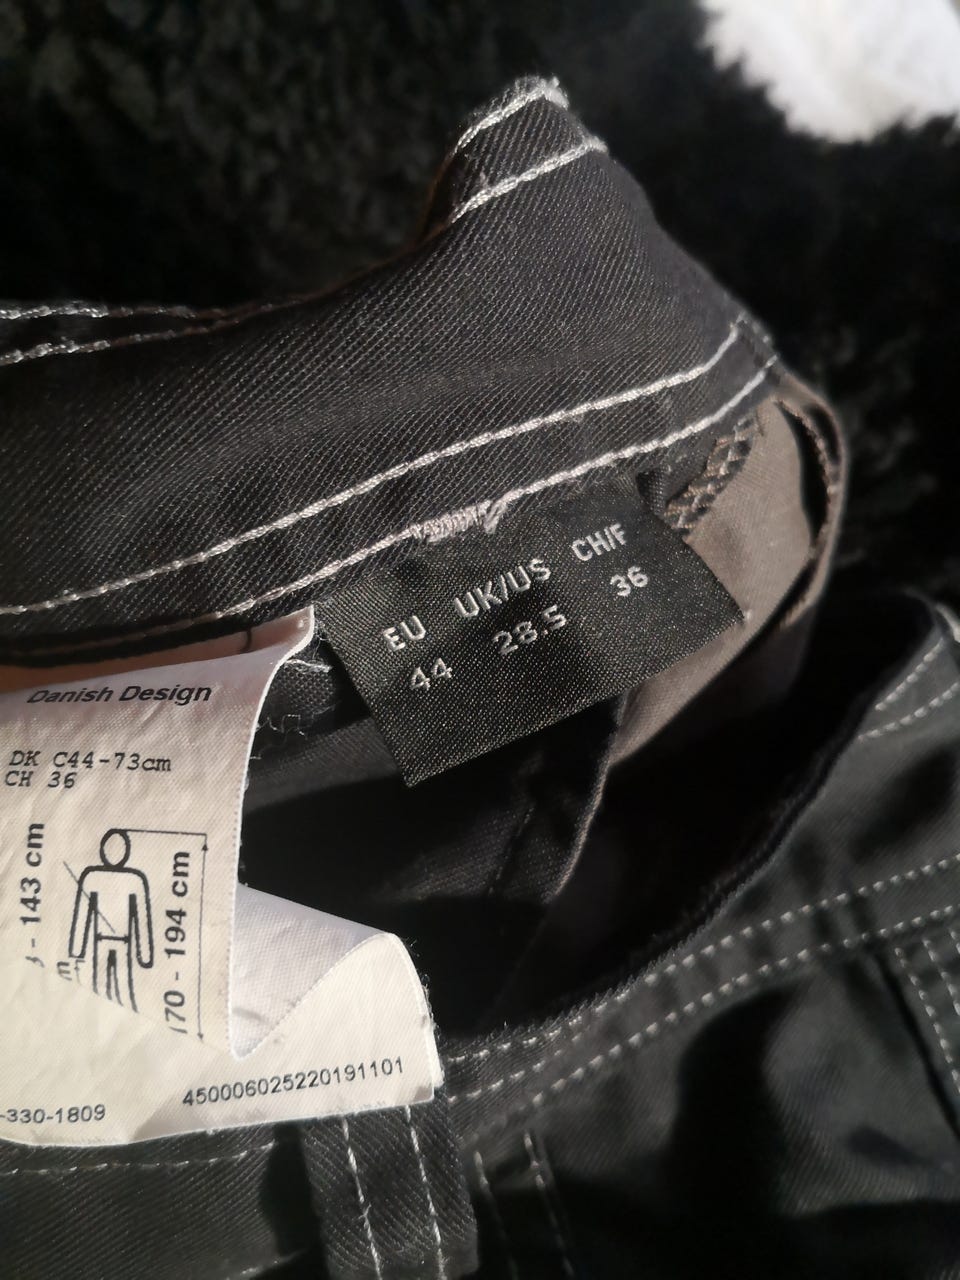 EU UK/US CH/F
44 28.5 36
Danish Design
DK C44-73cm
CH 36
- 143 cm
170 - 194 cm
450006025220191101
-330-1809